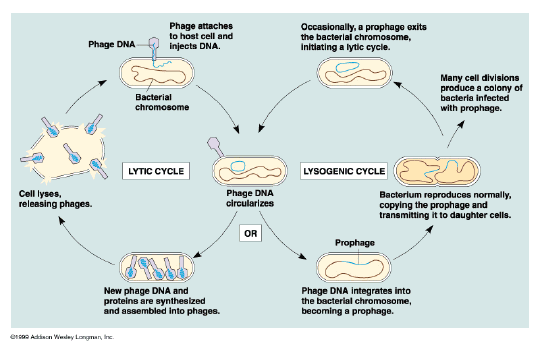 Phage attaches
to host cell and
injects DNA.
Phage DNA
Bacterial
chromosome
Occasionally, a prophage exits
the bacterial chromosome,
initiating a lytic cycle.
Many cell divisions
produce a colony of
bacteria infected
with prophage.
LYTIC CYCLE
LYSOGENIC CYCLE
Cell lyses,
releasing phages.
Phage DNA
circularizes
Bacterium reproduces normally,
copying the prophage and
transmitting it to daughter cells.
OR
Prophage
New phage DNA and
proteins are synthesized
and assembled into phages.
Phage DNA integrates into
the bacterial chromosome,
becoming a prophage.
©1999 Addison Wesley Longman, Inc.